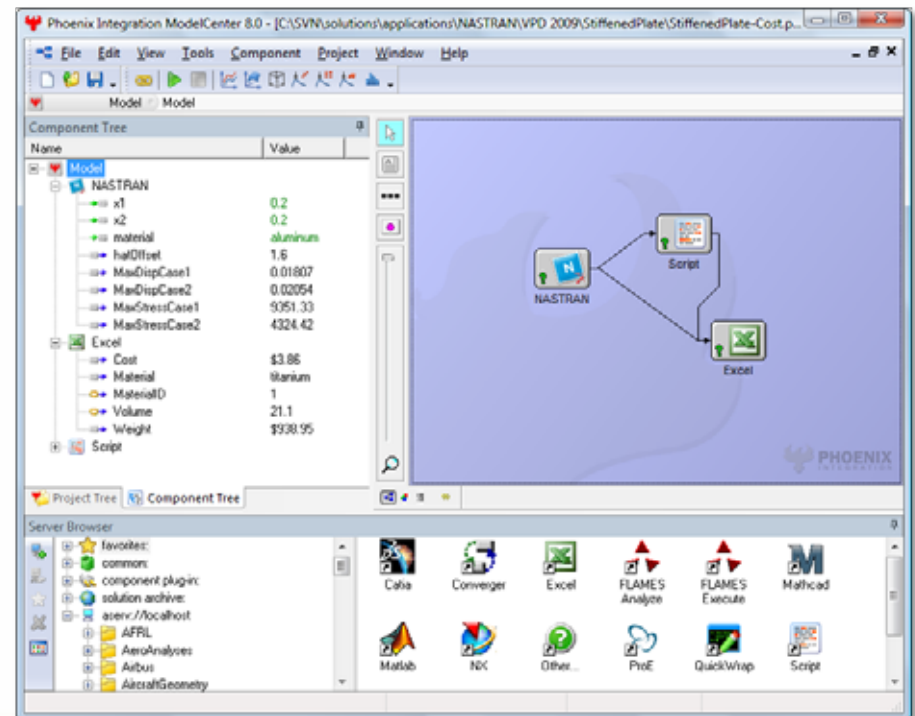 Phoenix Integration ModelCenter 8.0 - [C:\SVN\solutions\applications\NASTRAN\VPD 2009\StiffenedPlate\StiffenedPlate-Cost.p...
File Edit View Tools Component Project Window Help
Model Model
Component Tree
Name Value
Model
NASTRAN
x1 0.2
x2 0.2
material aluminum
hatOffset 1.6
MaxDispCase1 0.01807
MaxDispCase2 0.02054
MaxStressCase1 9351.33
MaxStressCase2 4324.42
Excel
Cost $3.86
Material titanium
MaterialID 1
Volume 21.1
Weight $938.95
Script
NASTRAN
Script
Excel
PHOENIX
INTEGRATION
Project Tree Component Tree
Server Browser
favorites:
common:
component plug-in:
solution archive:
aserv://localhost
AFRL
AeroAnalyses
Airbus
AircraftGeometry
Catia Converger Excel FLAMES Analyze FLAMES Execute Mathcad
Matlab NX Other... ProE QuickWrap Script